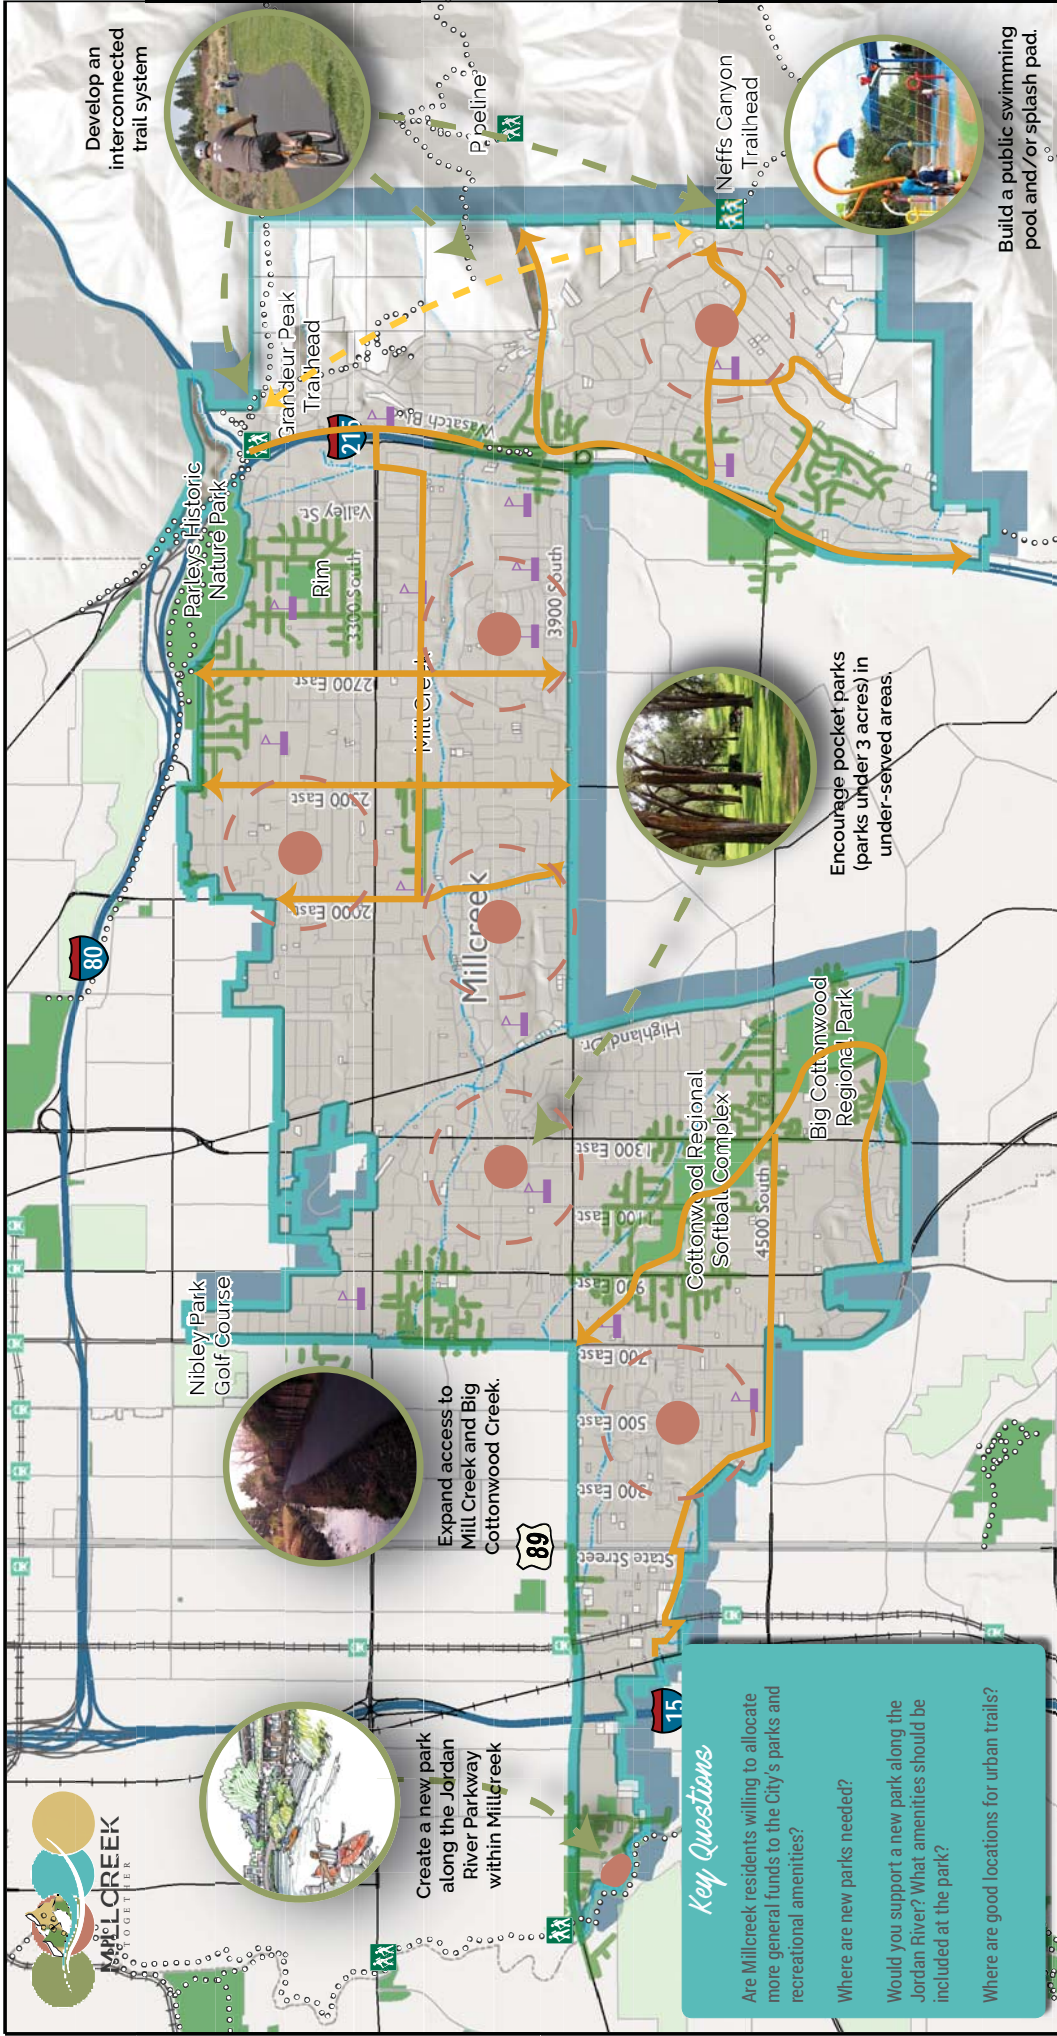 MILLCREEK
TOGETHER
Create a new park
along the Jordan
River Parkway
within Millcreek
Key Questions
Are Millcreek residents willing to allocate
more general funds to the City's parks and
recreational amenities?
Where are new parks needed?
Would you support a new park along the
Jordan River? What amenities should be
included at the park?
Where are good locations for urban trails?
15
89
State Street
300 East
500 East
700 East
900 East
1100 East
1300 East
4500 South
Nibley Park
Golf Course
Expand access to
Mill Creek and Big
Cottonwood Creek.
Cottonwood Regional
Softball Complex
Big Cottonwood
Regional Park
Highland Dr.
80
Millcreek
2000 East
2300 East
2700 East
Mill Creek
Encourage pocket parks
(parks under 3 acres) in
under-served areas.
Parleys Historic
Nature Park
Rim
3300 South
3900 South
Valley St.
215
Wasatch Bl
Grandeur Peak
Trailhead
Develop an
interconnected
trail system
Pipeline
Neffs Canyon
Trailhead
Build a public swimming
pool and/or splash pad.